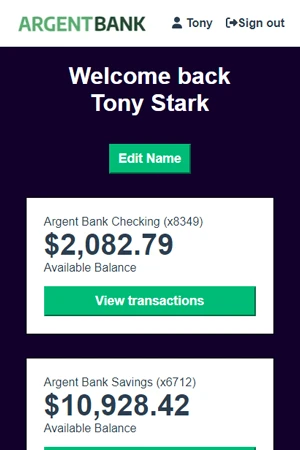 ARGENTBANK Tony Sign out
Welcome back
Tony Stark
Edit Name
Argent Bank Checking (x8349)
$2,082.79
Available Balance
View transactions
Argent Bank Savings (x6712)
$10,928.42
Available Balance